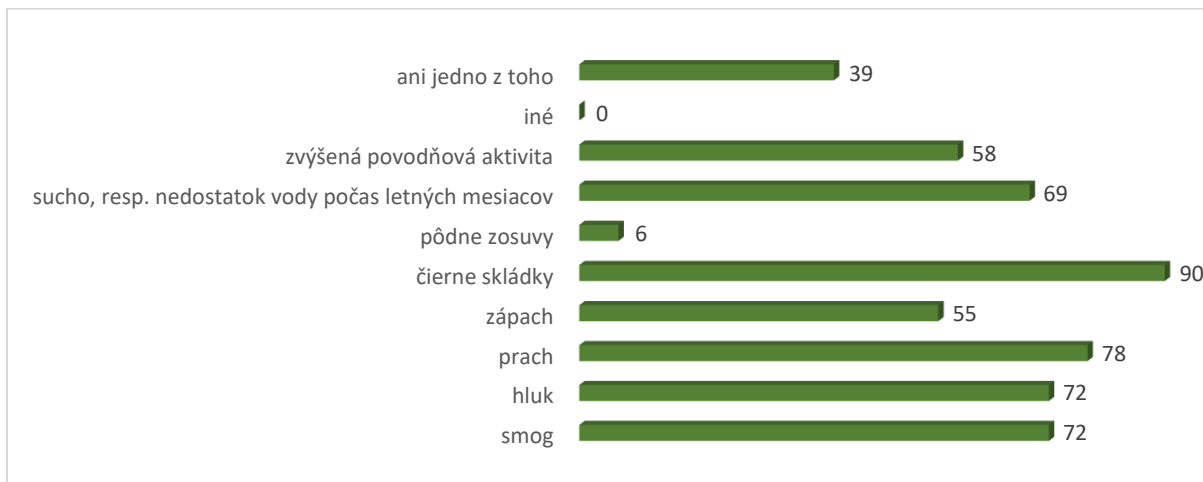 ani jedno z toho 39
iné 0
zvýšená povodňová aktivita 58
sucho, resp. nedostatok vody počas letných mesiacov 69
pôdne zosuvy 6
čierne skládky 90
zápach 55
prach 78
hluk 72
smog 72